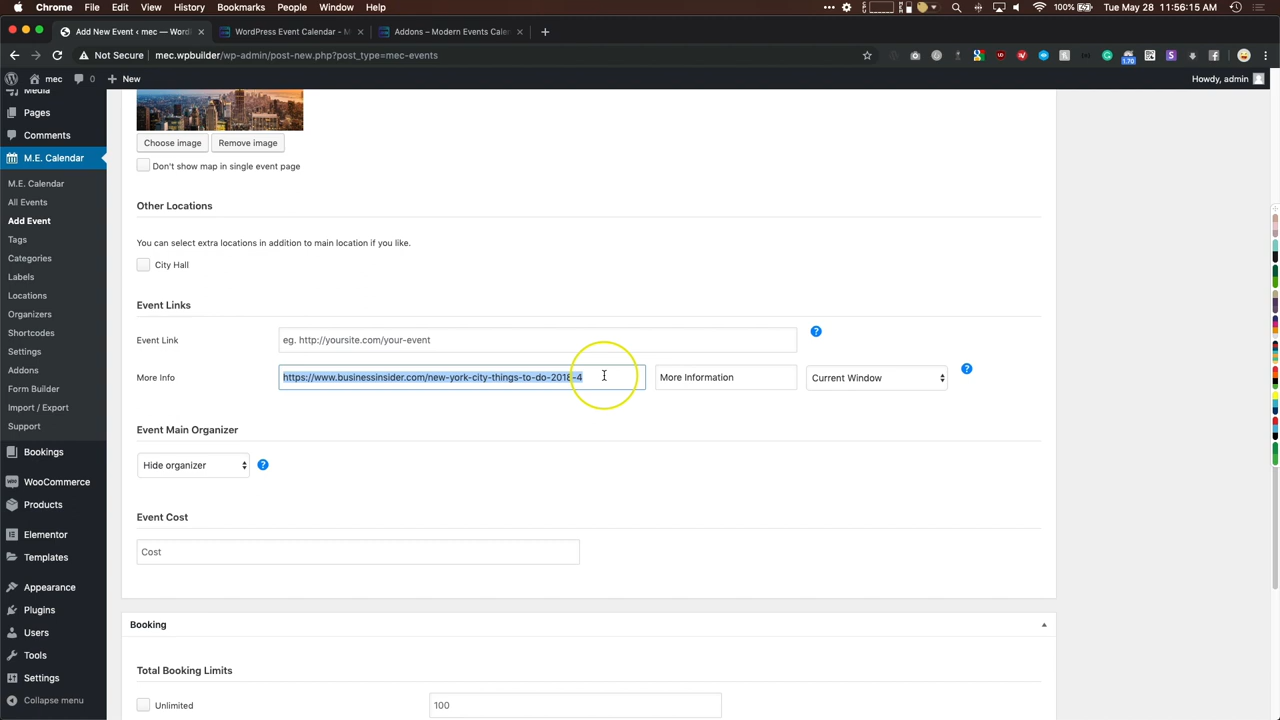 Chrome File Edit View History Bookmarks People Window Help
100% Tue May 28 11:56:15 AM
Add New Event ‹ mec — WordPr
WordPress Event Calendar - M
Addons – Modern Events Calen
mec.wpbuilder/wp-admin/post-new.php?post_type=mec-events
1.70
mec 0 New
Howdy, admin
Media
Pages
Comments
M.E. Calendar
M.E. Calendar
All Events
Add Event
Tags
Categories
Labels
Locations
Organizers
Shortcodes
Settings
Addons
Form Builder
Import / Export
Support
Bookings
WooCommerce
Products
Elementor
Templates
Appearance
Plugins
Users
Tools
Settings
Collapse menu
Choose image Remove image
Don't show map in single event page
Other Locations
You can select extra locations in addition to main location if you like.
City Hall
Event Links
Event Link eg. http://yoursite.com/your-event ?
More Info https://www.businessinsider.com/new-york-city-things-to-do-2018-4 More Information Current Window ?
Event Main Organizer
Hide organizer ?
Event Cost
Cost
Booking
Total Booking Limits
Unlimited 100